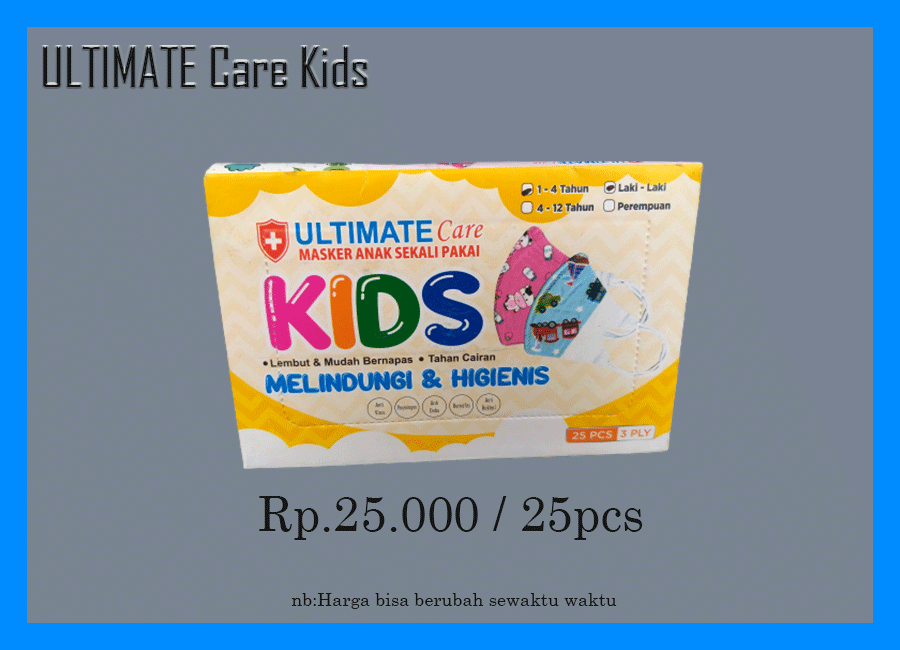 ULTIMATE Care Kids
1 - 4 Tahun Laki - Laki
4 - 12 Tahun Perempuan
ULTIMATE Care
MASKER ANAK SEKALI PAKAI
KIDS
• Lembut & Mudah Bernapas • Tahan Cairan
MELINDUNGI & HIGIENIS
25 PCS 3 PLY
Rp.25.000 / 25pcs
nb:Harga bisa berubah sewaktu waktu